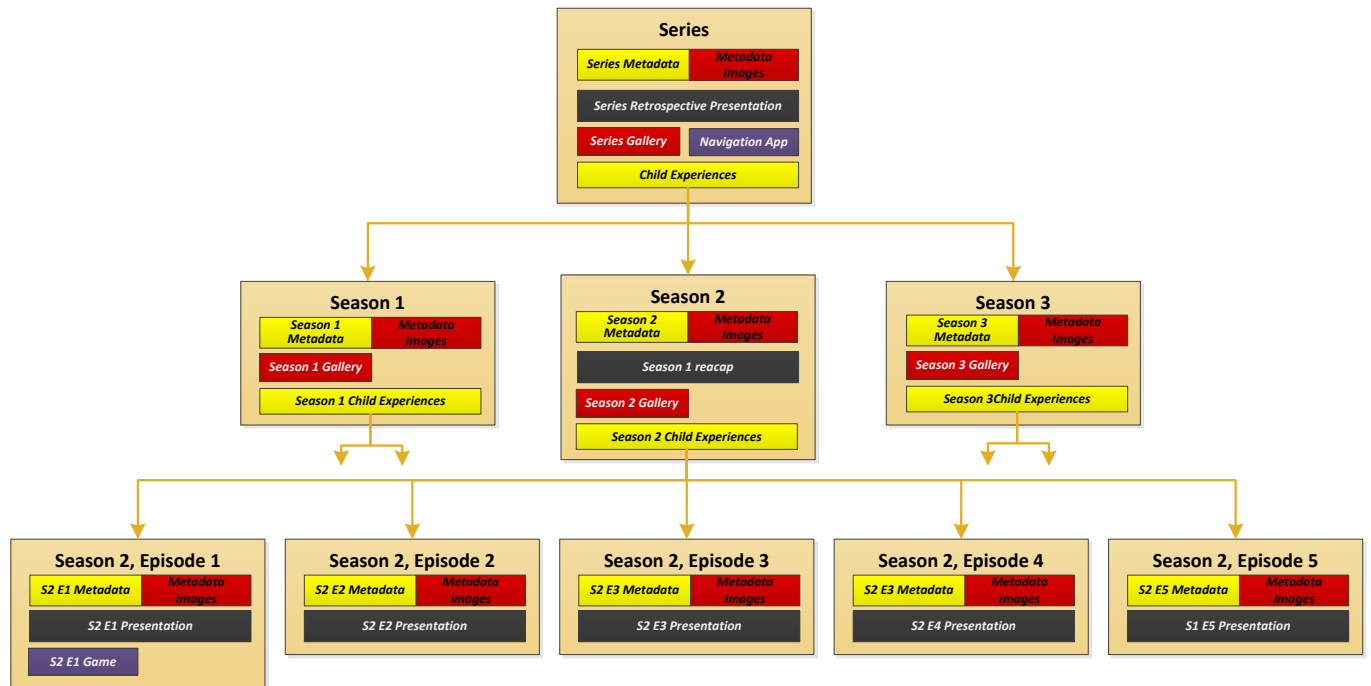 Series
Series Metadata
Metadata
Images
Series Retrospective Presentation
Series Gallery
Navigation App
Child Experiences
Season 1
Season 1
Metadata
Metadata
Images
Season 1 Gallery
Season 1 Child Experiences
Season 2
Season 2
Metadata
Metadata
Images
Season 1 reacap
Season 2 Gallery
Season 2 Child Experiences
Season 3
Season 3
Metadata
Metadata
Images
Season 3 Gallery
Season 3Child Experiences
Season 2, Episode 1
S2 E1 Metadata
Metadata
Images
S2 E1 Presentation
S2 E1 Game
Season 2, Episode 2
S2 E2 Metadata
Metadata
Images
S2 E2 Presentation
Season 2, Episode 3
S2 E3 Metadata
Metadata
Images
S2 E3 Presentation
Season 2, Episode 4
S2 E3 Metadata
Metadata
Images
S2 E4 Presentation
Season 2, Episode 5
S2 E5 Metadata
Metadata
Images
S1 E5 Presentation